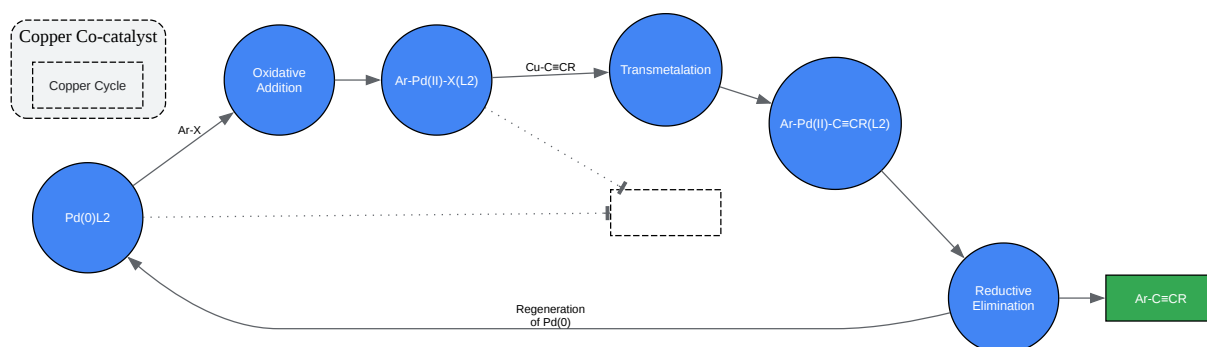 Copper Co-catalyst
Copper Cycle
Oxidative
Addition
Ar-Pd(II)-X(L2)
Cu-C≡CR
Transmetalation
Ar-Pd(II)-C≡CR(L2)
Ar-X
Pd(0)L2
Regeneration
of Pd(0)
Reductive
Elimination
Ar-C≡CR